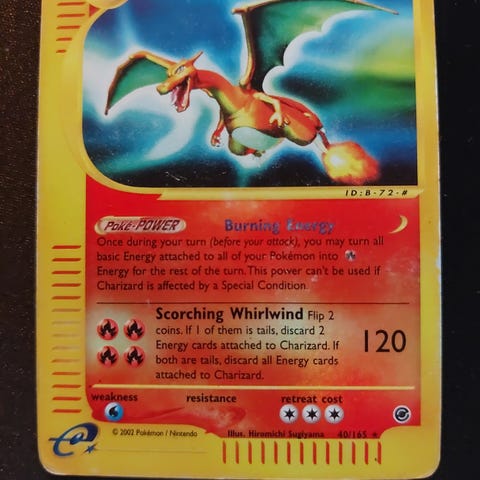 ID:B-72-#
Poké-POWER Burning Energy
Once during your turn (before your attack), you may turn all
basic Energy attached to all of your Pokémon into
Energy for the rest of the turn. This power can't be used if
Charizard is affected by a Special Condition.
Scorching Whirlwind Flip 2
coins. If 1 of them is tails, discard 2
Energy cards attached to Charizard. If
both are tails, discard all Energy cards
attached to Charizard.
120
weakness resistance retreat cost
© 2002 Pokémon / Nintendo Illus. Hiromichi Sugiyama 40/165 ★
e